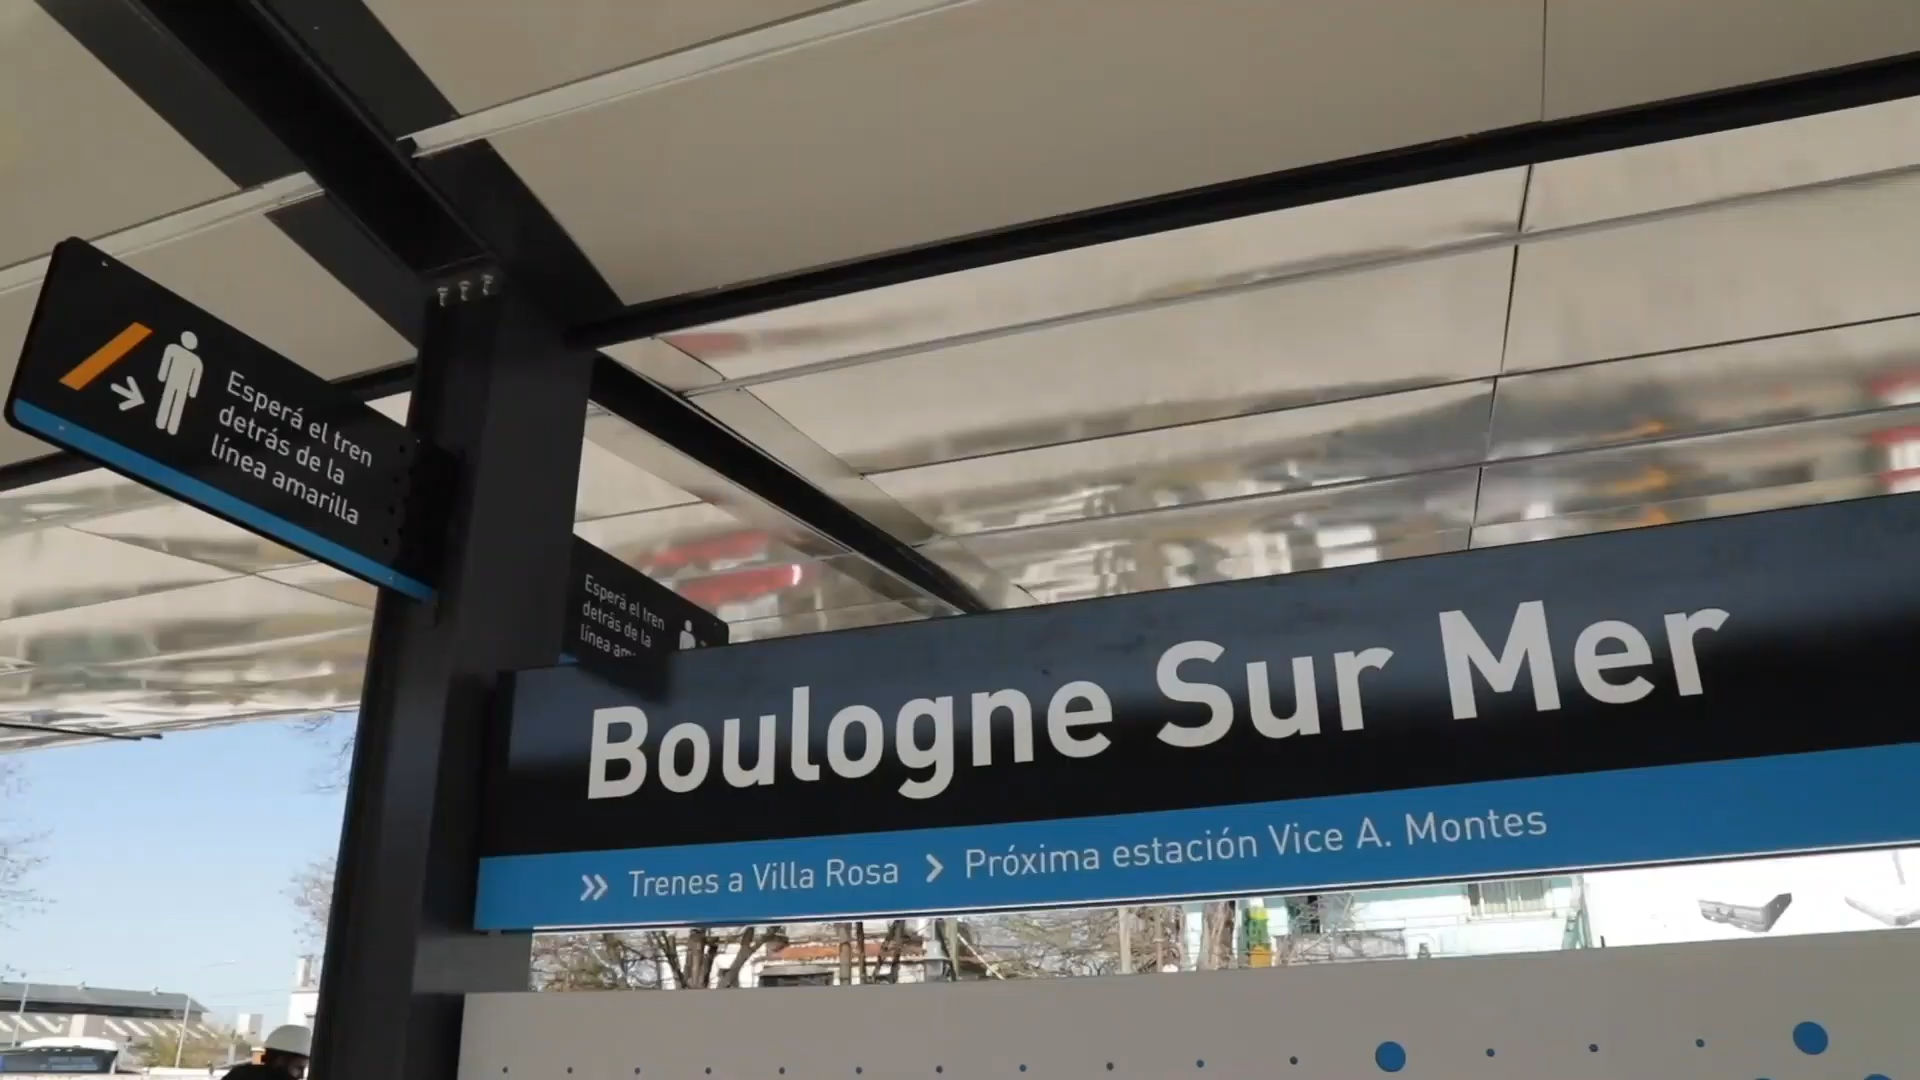 Esperá el tren
detrás de la
línea amarilla
Esperá el tren
detrás de la
línea
Boulogne Sur Mer
Trenes a Villa Rosa > Próxima estación Vice A. Montes